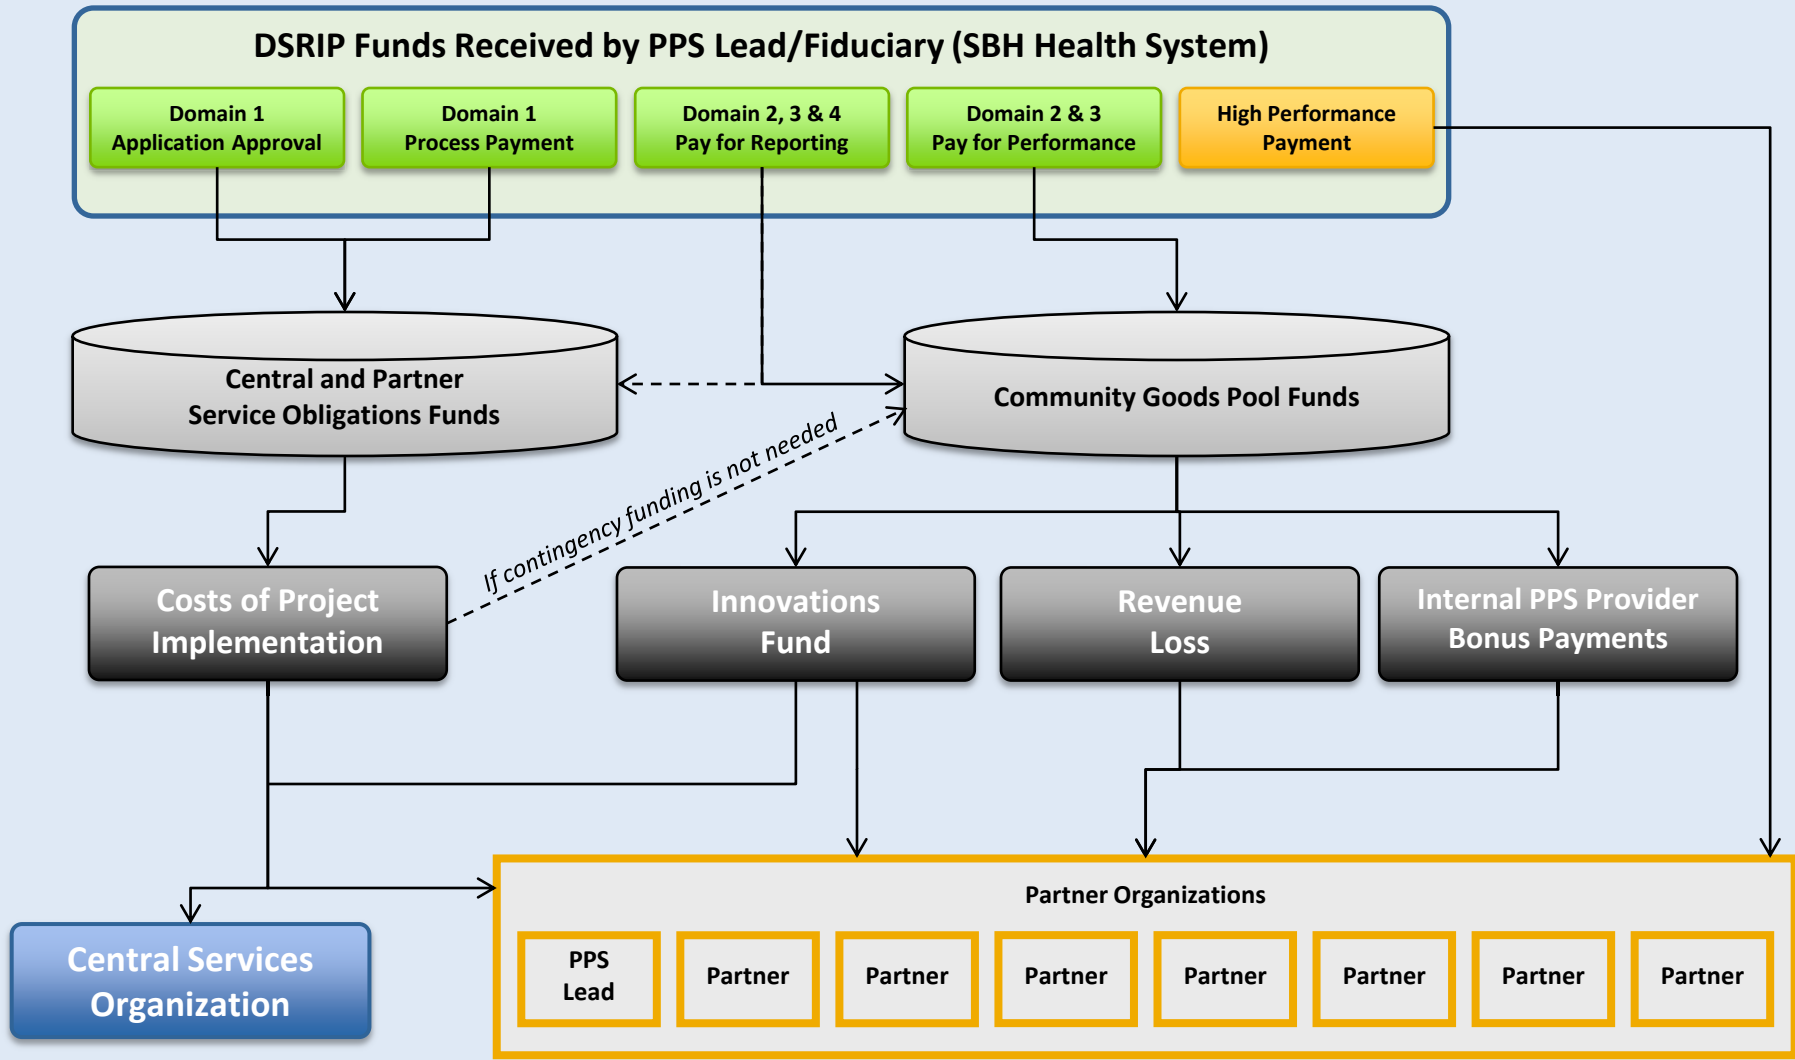 DSRIP Funds Received by PPS Lead/Fiduciary (SBH Health System)
Domain 1
Application Approval
Domain 1
Process Payment
Domain 2, 3 & 4
Pay for Reporting
Domain 2 & 3
Pay for Performance
High Performance
Payment
Central and Partner
Service Obligations Funds
Community Goods Pool Funds
If contingency funding is not needed
Costs of Project
Implementation
Innovations
Fund
Revenue
Loss
Internal PPS Provider
Bonus Payments
Partner Organizations
Central Services
Organization
PPS
Lead
Partner
Partner
Partner
Partner
Partner
Partner
Partner